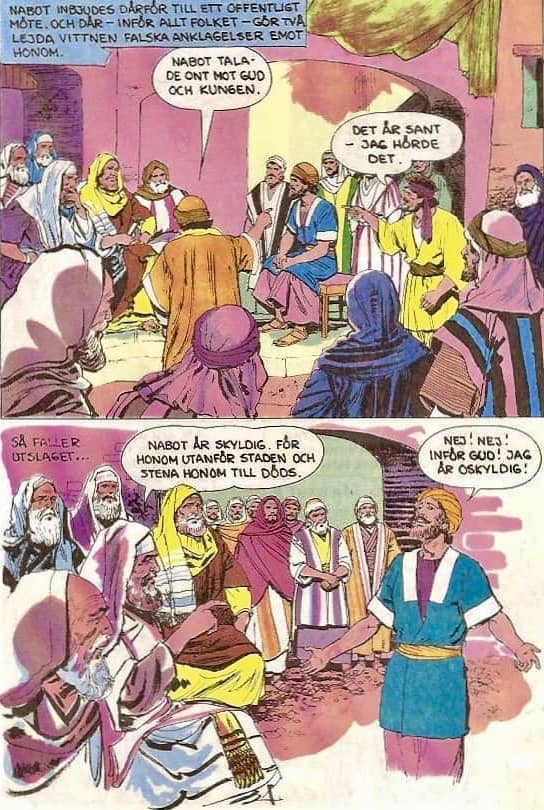 NABOT INBJUDES DÄRFÖR TILL ETT OFFENTLIGT
MÖTE. OCH DÄR – INFÖR ALLT FOLKET – GÖR TVÅ
LEJDA VITTNEN FALSKA ANKLAGELSER EMOT
HONOM.
NABOT TALA-
DE ONT MOT GUD
OCH KUNGEN.
DET ÄR SANT
– JAG HÖRDE
DET.
SÅ FALLER
UTSLAGET...
NABOT ÄR SKYLDIG. FÖR
HONOM UTANFÖR STADEN OCH
STENA HONOM TILL DÖDS.
NEJ! NEJ!
INFÖR GUD! JAG
ÄR OSKYLDIG!